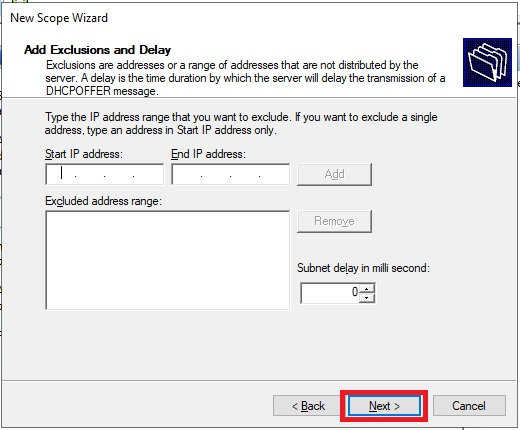 New Scope Wizard
Add Exclusions and Delay
Exclusions are addresses or a range of addresses that are not distributed by the
server. A delay is the time duration by which the server will delay the transmission of a
DHCPOFFER message.
Type the IP address range that you want to exclude. If you want to exclude a single
address, type an address in Start IP address only.
Start IP address: End IP address:
. . . . . . Add
Excluded address range:
Remove
Subnet delay in milli second:
0
< Back Next > Cancel